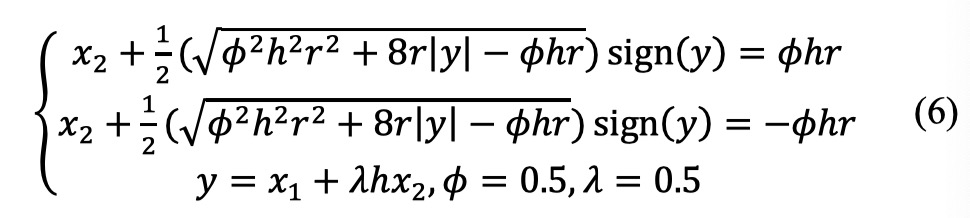 x₂ + 1/2 (√(ϕ²h²r² + 8r|y| − ϕhr)) sign(y) = ϕhr
x₂ + 1/2 (√(ϕ²h²r² + 8r|y| − ϕhr)) sign(y) = −ϕhr (6)
y = x₁ + λhx₂, ϕ = 0.5, λ = 0.5